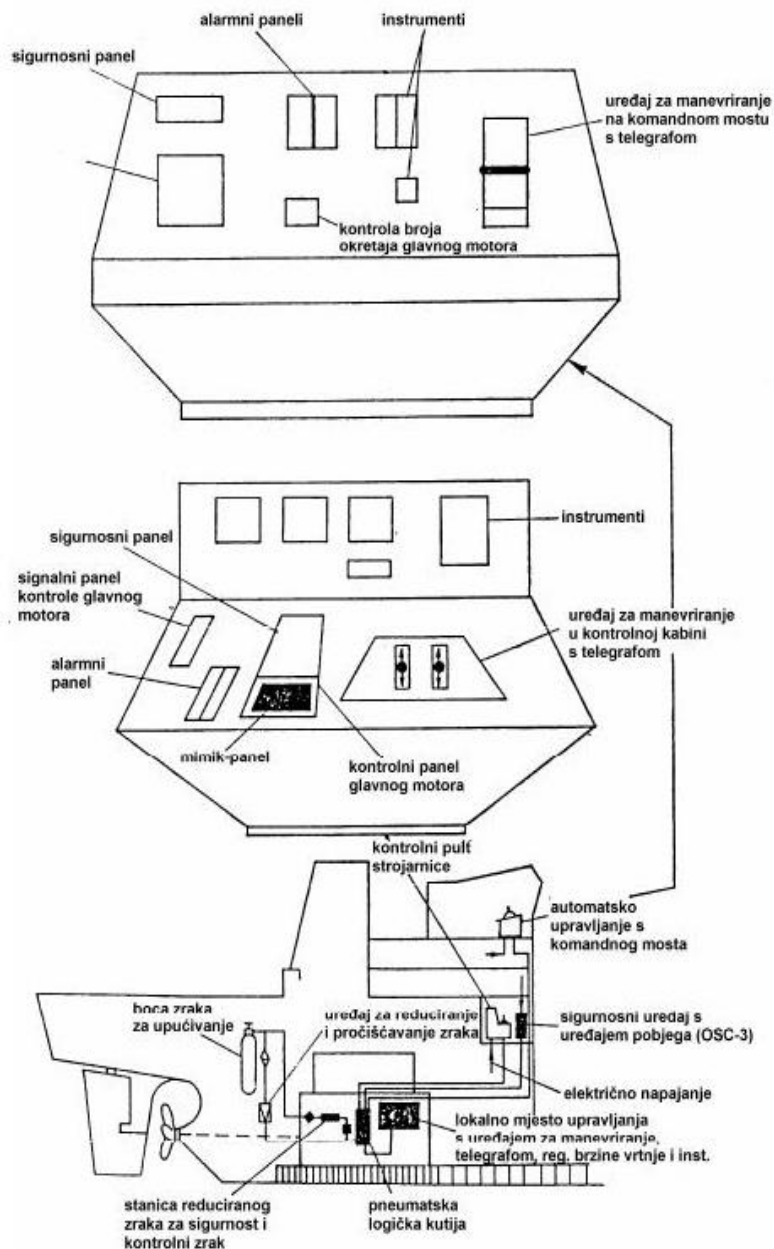 alarmni paneli
instrumenti
sigurnosni panel
uređaj za manevriranje
na komandnom mostu
s telegrafom
kontrola broja
okretaja glavnog motora
instrumenti
sigurnosni panel
signalni panel
kontrole glavnog
motora
uređaj za manevriranje
u kontrolnoj kabini
s telegrafom
alarmni
panel
mimik-panel
kontrolni panel
glavnog motora
kontrolni pult
strojarnice
automatsko
upravljanje s
komandnog mosta
boca zraka
za upućivanje
uređaj za reduciranje
i pročišćavanje zraka
sigurnosni uređaj s
uređajem pobjega (OSC-3)
električno napajanje
lokalno mjesto upravljanja
s uređajem za manevriranje,
telegrafom, reg. brzine vrtnje i inst.
stanica reduciranog
zraka za sigurnost i
kontrolni zrak
pneumatska
logička kutija